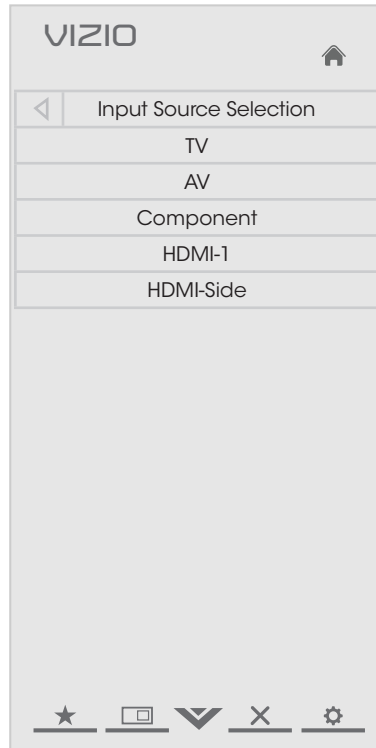 VIZIO
Input Source Selection
TV
AV
Component
HDMI-1
HDMI-Side